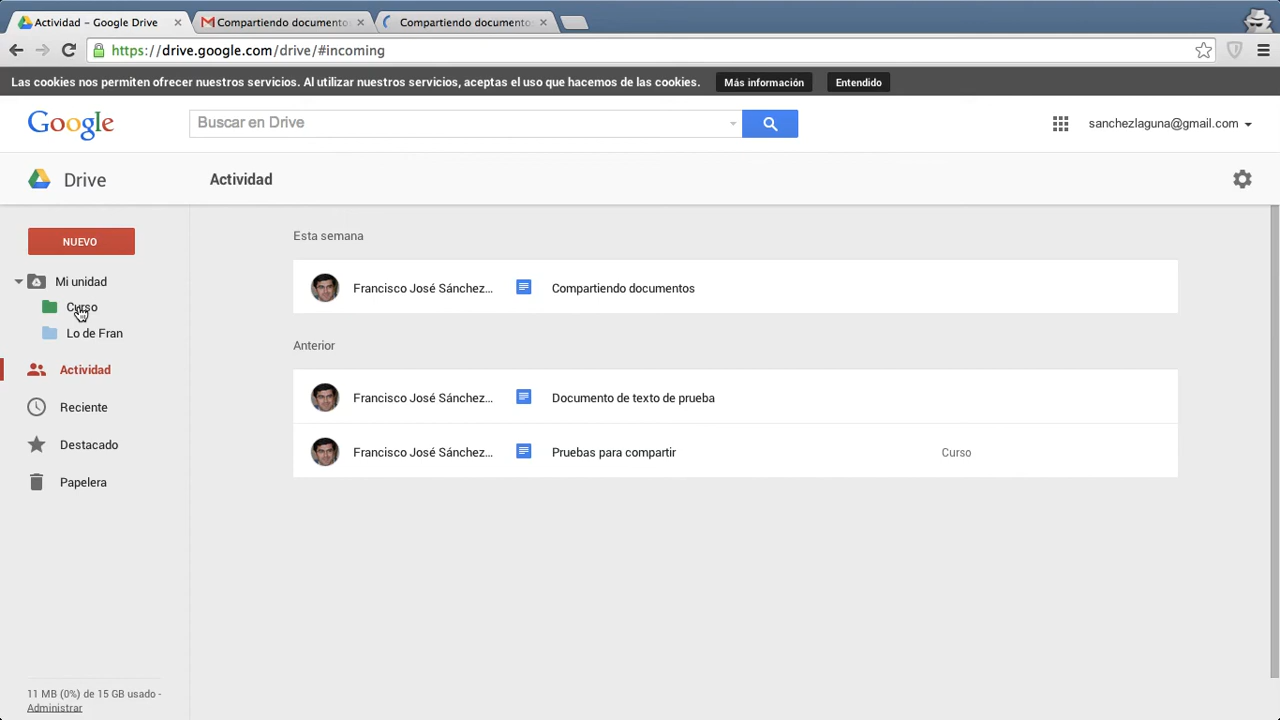 Actividad – Google Drive
Compartiendo documentos
Compartiendo documentos
https://drive.google.com/drive/#incoming
Las cookies nos permiten ofrecer nuestros servicios. Al utilizar nuestros servicios, aceptas el uso que hacemos de las cookies.
Más información
Entendido
Google
Buscar en Drive
sanchezlaguna@gmail.com
Drive
Actividad
NUEVO
Mi unidad
Curso
Lo de Fran
Actividad
Reciente
Destacado
Papelera
11 MB (0%) de 15 GB usado -
Administrar
Esta semana
Francisco José Sánchez... Compartiendo documentos
Anterior
Francisco José Sánchez... Documento de texto de prueba
Francisco José Sánchez... Pruebas para compartir Curso